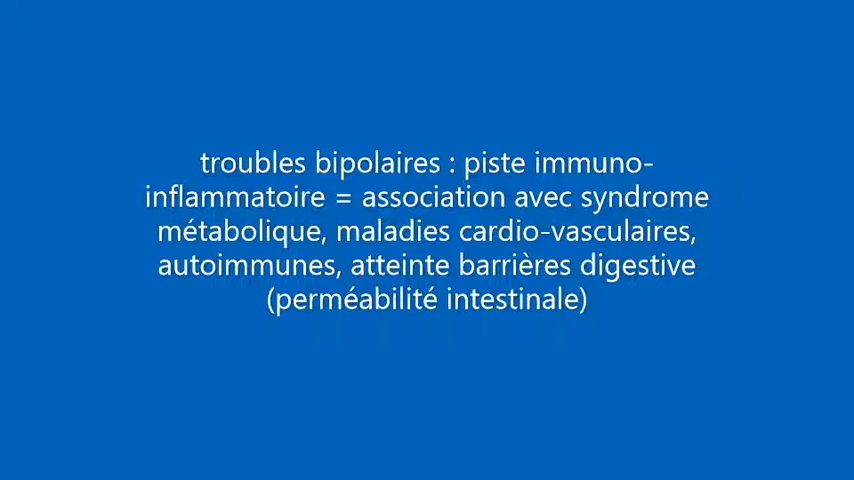 troubles bipolaires : piste immuno-
inflammatoire = association avec syndrome
métabolique, maladies cardio-vasculaires,
autoimmunes, atteinte barrières digestive
(perméabilité intestinale)